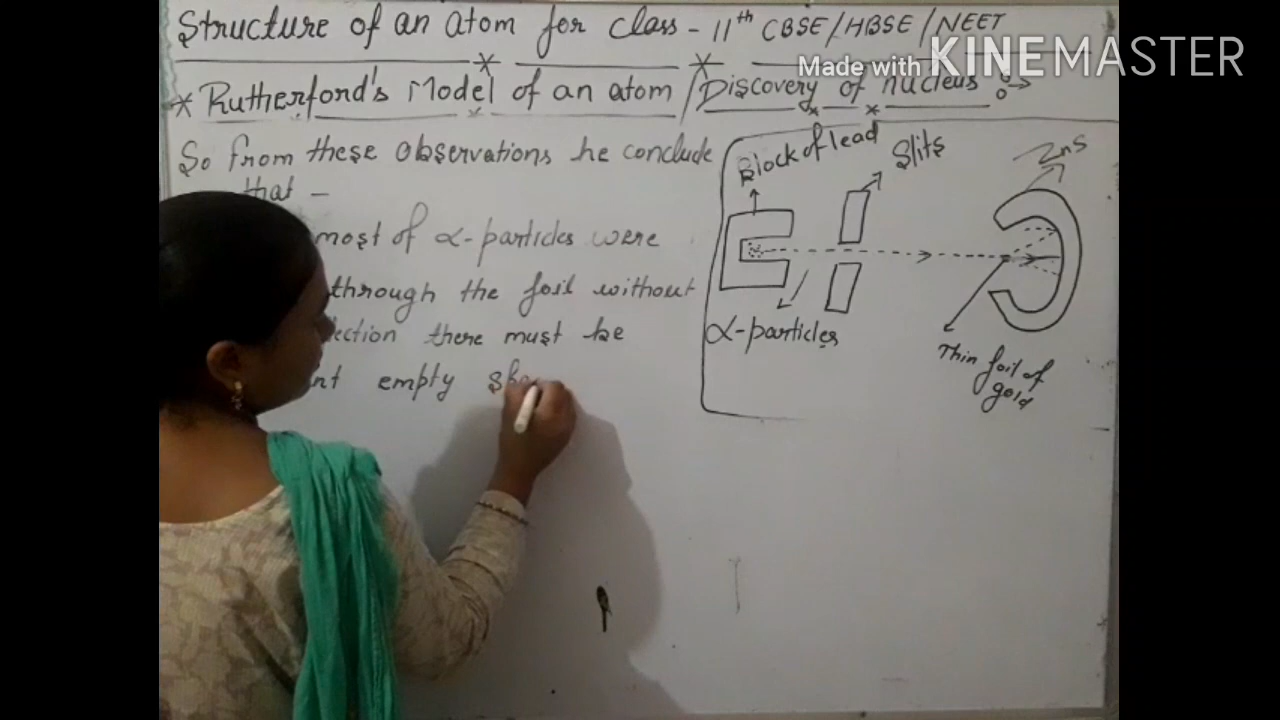 Structure of an atom for class - 11th CBSE/HBSE/NEET
Made with KINEMASTER
* Rutherford's Model of an atom/Discovery of nucleus
So from these observations he conclude
that -
most of α-particles were
through the foil without
there must be
empty
Block of lead
Slits
ZnS
α-particles
Thin foil of
gold